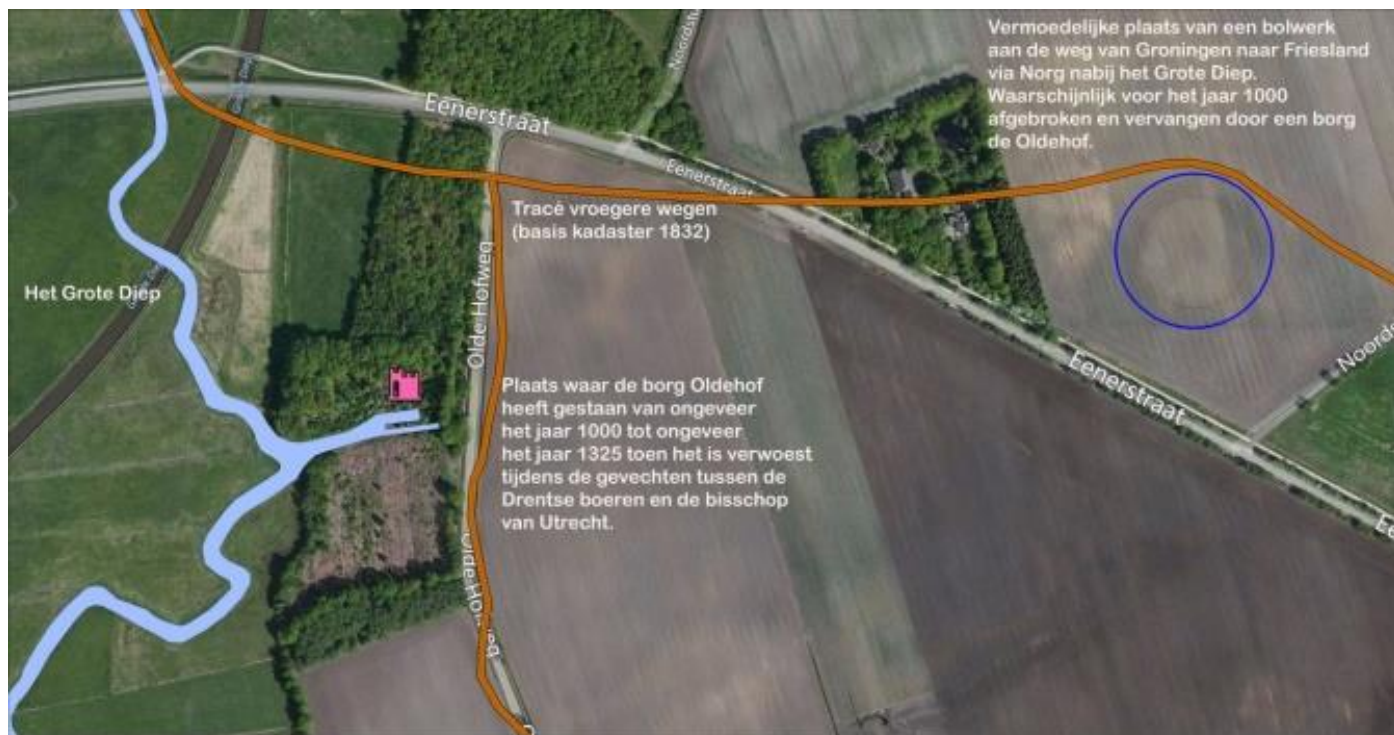 Vermoedelijke plaats van een bolwerk
aan de weg van Groningen naar Friesland
via Norg nabij het Grote Diep.
Waarschijnlijk voor het jaar 1000
afgebroken en vervangen door een borg
de Oldehof.
Eenerstraat
Eenerstraat
Tracé vroegere wegen
(basis kadaster 1832)
Olde Hofweg
Het Grote Diep
Eenerstraat
Plaats waar de borg Oldehof
heeft gestaan van ongeveer
het jaar 1000 tot ongeveer
het jaar 1325 toen het is verwoest
tijdens de gevechten tussen de
Drentse boeren en de bisschop
van Utrecht.